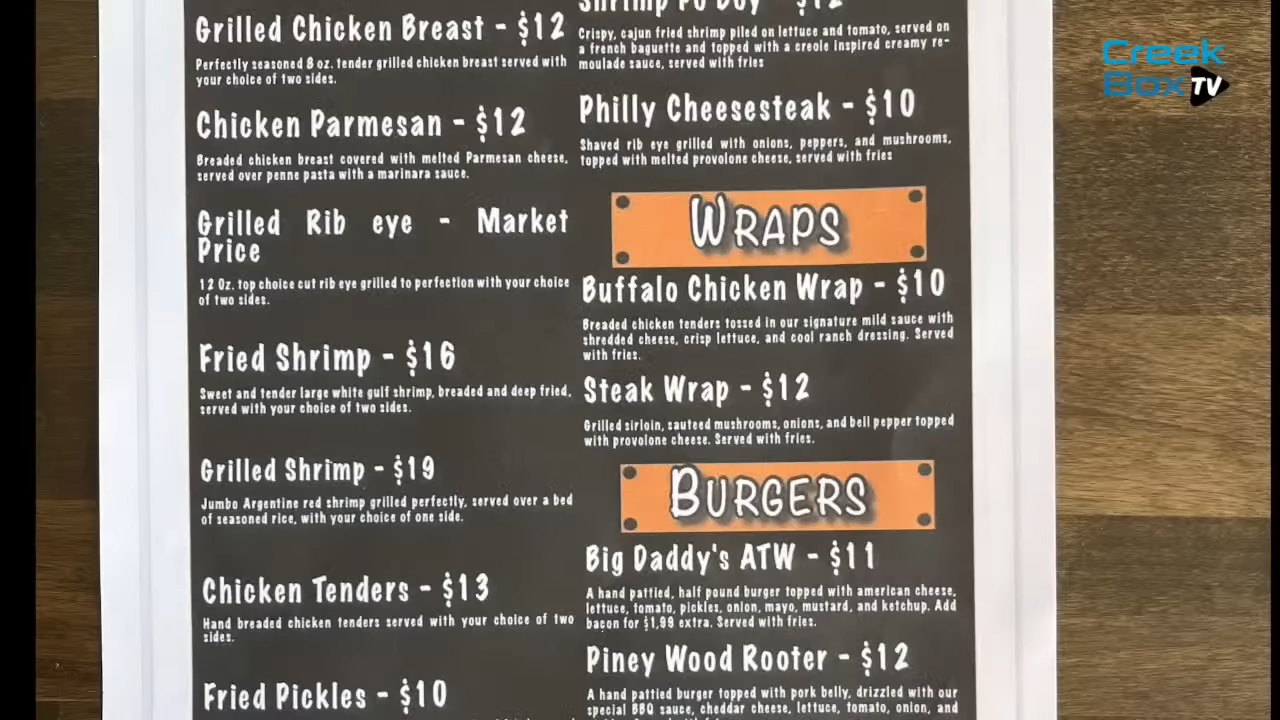 Grilled Chicken Breast - $12
Perfectly seasoned 8 oz. tender grilled chicken breast served with
your choice of two sides.
Chicken Parmesan - $12
Breaded chicken breast covered with melted Parmesan cheese,
served over penne pasta with a marinara sauce.
Grilled Rib eye - Market
Price
12 Oz. top choice cut rib eye grilled to perfection with your choice
of two sides.
Fried Shrimp - $16
Sweet and tender large white gulf shrimp, breaded and deep fried,
served with your choice of two sides.
Grilled Shrimp - $19
Jumbo Argentine red shrimp grilled perfectly, served over a bed
of seasoned rice, with your choice of one side.
Chicken Tenders - $13
Hand breaded chicken tenders served with your choice of two
sides.
Fried Pickles - $10
Shrimp Po Boy - $12
Crispy, cajun fried shrimp piled on lettuce and tomato, served on
a french baguette and topped with a creole inspired creamy re-
moulade sauce, served with fries
Philly Cheesesteak - $10
Shaved rib eye grilled with onions, peppers, and mushrooms,
topped with melted provolone cheese, served with fries
WRAPS
Buffalo Chicken Wrap - $10
Breaded chicken tenders tossed in our signature mild sauce with
shredded cheese, crisp lettuce, and cool ranch dressing. Served
with fries.
Steak Wrap - $12
Grilled sirloin, sauteed mushrooms, onions, and bell pepper topped
with provolone cheese. Served with fries.
BURGERS
Big Daddy's ATW - $11
A hand pattied, half pound burger topped with american cheese,
lettuce, tomato, pickles, onion, mayo, mustard, and ketchup. Add
bacon for $1,99 extra. Served with fries.
Piney Wood Rooter - $12
A hand pattied burger topped with pork belly, drizzled with our
special BBQ sauce, cheddar cheese, lettuce, tomato, onion, and
Creek
Box TV